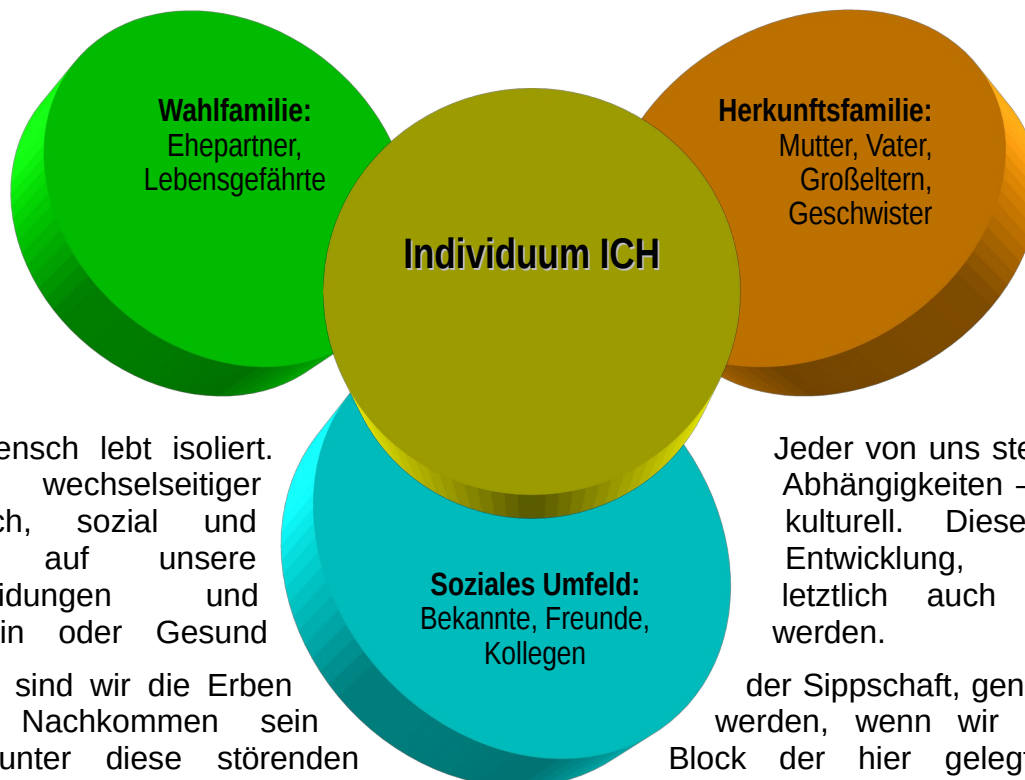 Wahlfamilie:
Ehepartner,
Lebensgefährte
Herkunftsfamilie:
Mutter, Vater,
Großeltern,
Geschwister
Individuum ICH
Soziales Umfeld:
Bekannte, Freunde,
Kollegen
ensch lebt isoliert. Jeder von uns ste
wechselseitiger Abhängigkeiten –
ch, sozial und kulturell. Diese
auf unsere Entwicklung,
idungen und letztlich auch
in oder Gesund werden.
sind wir die Erben der Sippschaft, gen
Nachkommen sein werden, wenn wir
unter diese störenden Block der hier gelegt